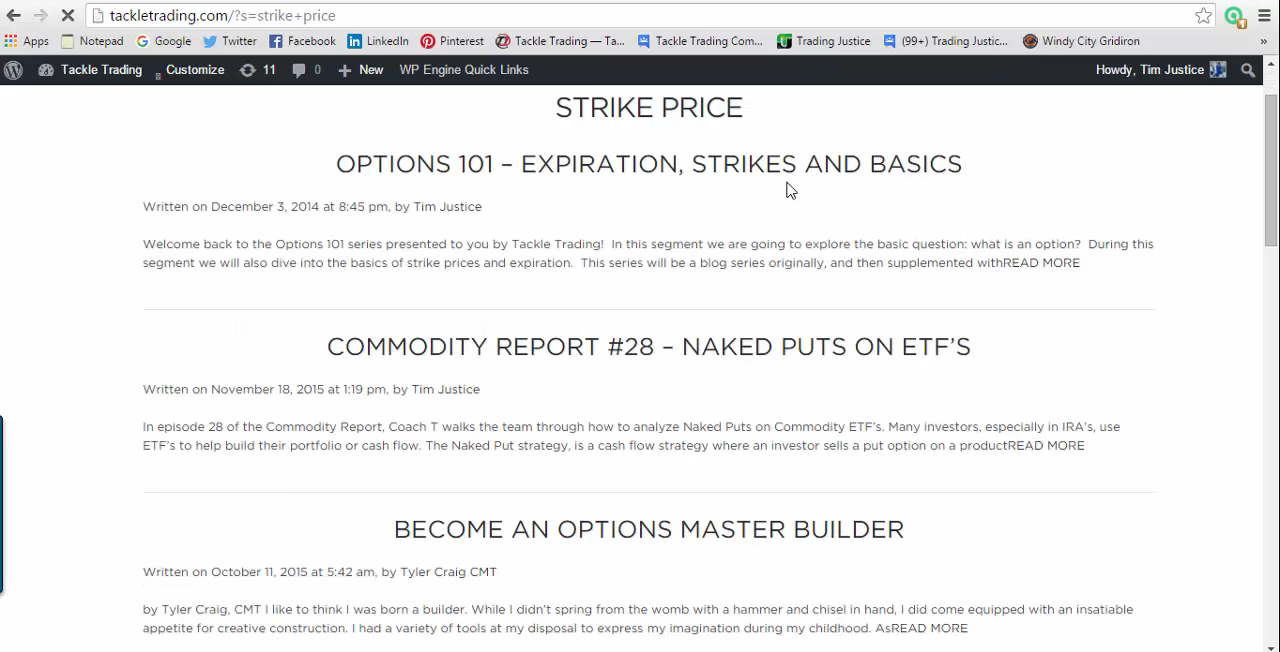 tackletrading.com/?s=strike+price
Apps Notepad Google Twitter Facebook LinkedIn Pinterest Tackle Trading — Ta... Tackle Trading Com... Trading Justice (99+) Trading Justic... Windy City Gridiron »
Tackle Trading Customize 11 0 New WP Engine Quick Links Howdy, Tim Justice
STRIKE PRICE
OPTIONS 101 – EXPIRATION, STRIKES AND BASICS
Written on December 3, 2014 at 8:45 pm, by Tim Justice
Welcome back to the Options 101 series presented to you by Tackle Trading! In this segment we are going to explore the basic question: what is an option? During this
segment we will also dive into the basics of strike prices and expiration. This series will be a blog series originally, and then supplemented withREAD MORE
COMMODITY REPORT #28 – NAKED PUTS ON ETF'S
Written on November 18, 2015 at 1:19 pm, by Tim Justice
In episode 28 of the Commodity Report, Coach T walks the team through how to analyze Naked Puts on Commodity ETF's. Many investors, especially in IRA's, use
ETF's to help build their portfolio or cash flow. The Naked Put strategy, is a cash flow strategy where an investor sells a put option on a productREAD MORE
BECOME AN OPTIONS MASTER BUILDER
Written on October 11, 2015 at 5:42 am, by Tyler Craig CMT
by Tyler Craig, CMT I like to think I was born a builder. While I didn't spring from the womb with a hammer and chisel in hand, I did come equipped with an insatiable
appetite for creative construction. I had a variety of tools at my disposal to express my imagination during my childhood. AsREAD MORE